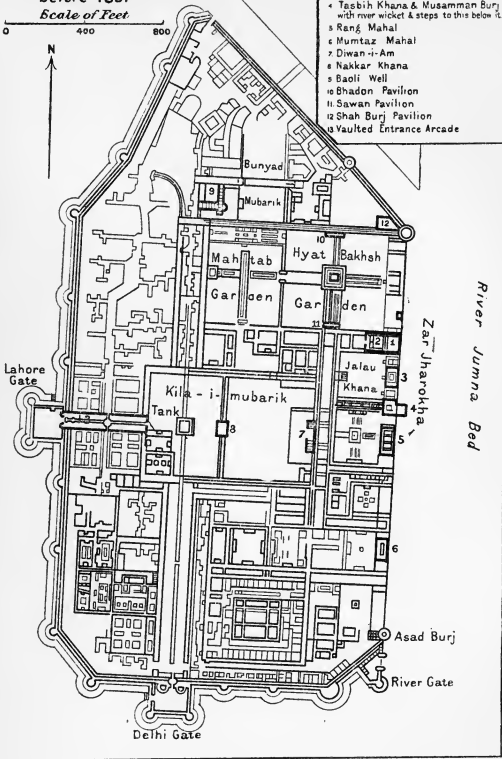 Scale of Feet
0 400 800
N
4 Tasbih Khana & Musamman Burj
with river wicket & steps to this below it.
5 Rang Mahal
6 Mumtaz Mahal
7 Diwan-i-Am
8 Nakkar Khana
9 Baoli Well
10 Bhadon Pavilion
11 Sawan Pavilion
12 Shah Burj Pavilion
13 Vaulted Entrance Arcade
Bunyad
9
Mubarik
12
10
Mahtab
Hyat Bakhsh
Garden
Garden
11
2 1
Jalau
Khana
3
Zar Jharokha
River Jumna Bed
4
Lahore
Gate
Kila-i-mubarik
Tank
8
7
5
6
Asad Burj
River Gate
Delhi Gate